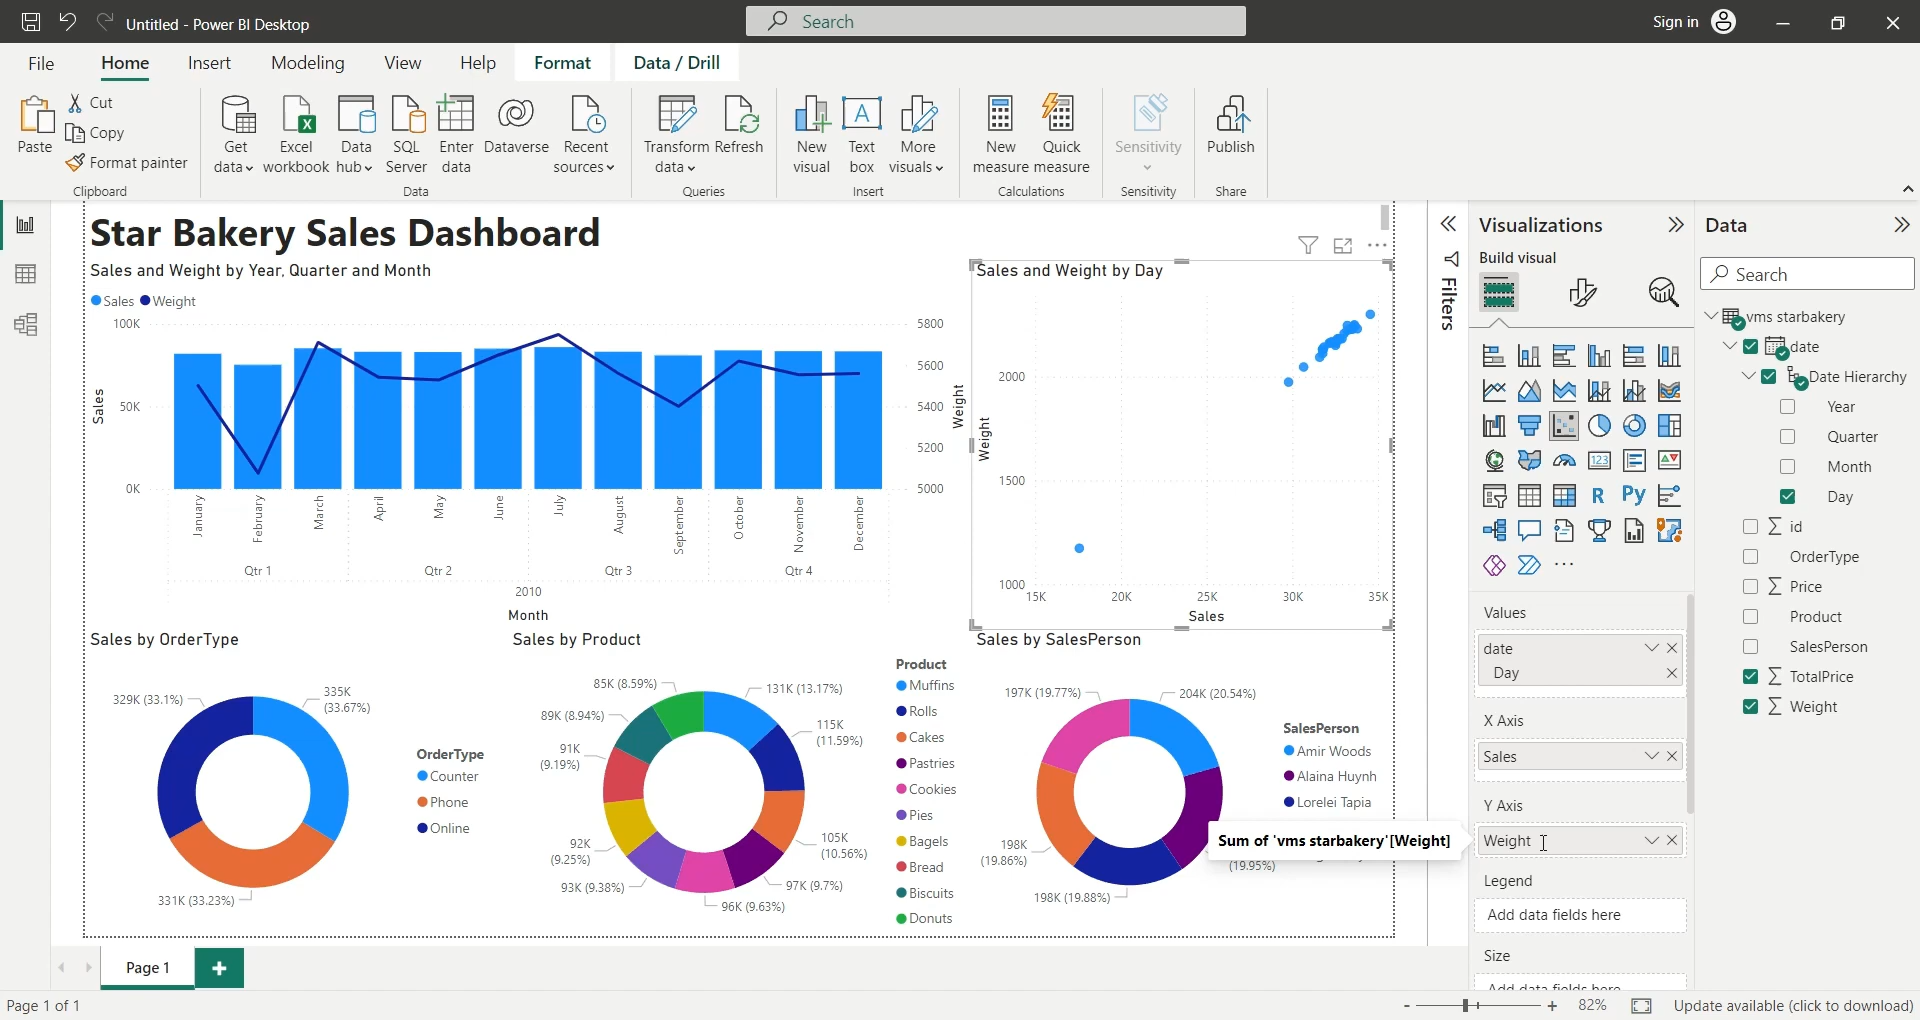 Untitled - Power BI Desktop
Search
Sign in
File
Home
Insert
Modeling
View
Help
Format
Data / Drill
Paste
Cut
Copy
Format painter
Clipboard
Get data
Excel workbook
Data hub
SQL Server
Enter data
Dataverse
Recent sources
Data
Transform data
Refresh
Queries
New visual
Text box
More visuals
Insert
New measure
Quick measure
Calculations
Sensitivity
Sensitivity
Publish
Share
Star Bakery Sales Dashboard
Sales and Weight by Year, Quarter and Month
Sales Weight
100K
50K
0K
Sales
5800
5600
5400
5200
5000
Weight
January
February
March
April
May
June
July
August
September
October
November
December
Qtr 1
Qtr 2
Qtr 3
Qtr 4
2010
Month
Sales and Weight by Day
2000
1500
1000
Weight
15K
20K
25K
30K
35K
Sales
Sales by OrderType
329K (33.1%)
335K
(33.67%)
331K (33.23%)
OrderType
Counter
Phone
Online
Sales by Product
85K (8.59%)
131K (13.17%)
89K (8.94%)
115K
(11.59%)
91K
(9.19%)
92K
(9.25%)
105K
(10.56%)
93K (9.38%)
97K (9.7%)
96K (9.63%)
Product
Muffins
Rolls
Cakes
Pastries
Cookies
Pies
Bagels
Bread
Biscuits
Donuts
Sales by SalesPerson
197K (19.77%)
204K (20.54%)
198K
(19.86%)
(19.95%)
198K (19.88%)
SalesPerson
Amir Woods
Alaina Huynh
Lorelei Tapia
Sum of 'vms starbakery'[Weight]
Filters
Visualizations
Build visual
R
Py
123
Values
date
Day
X Axis
Sales
Y Axis
Weight
Legend
Add data fields here
Size
Add data fields here
Data
Search
vms starbakery
date
Date Hierarchy
Year
Quarter
Month
Day
id
OrderType
Price
Product
SalesPerson
TotalPrice
Weight
Page 1
Page 1 of 1
82%
Update available (click to download)